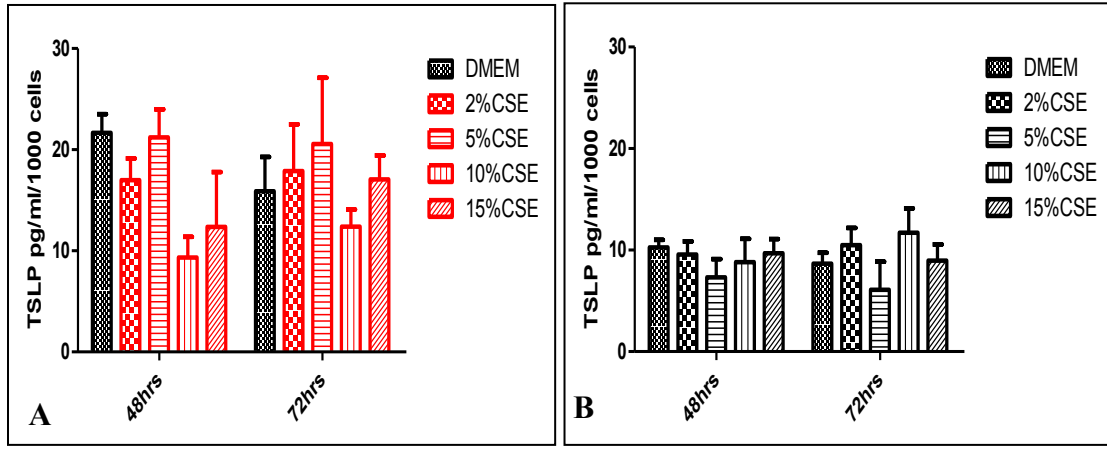 TSLP pg/ml/1000 cells
30
20
10
0
48hrs
72hrs
DMEM
2%CSE
5%CSE
10%CSE
15%CSE
A
TSLP pg/ml/1000 cells
30
20
10
0
48hrs
72hrs
DMEM
2%CSE
5%CSE
10%CSE
15%CSE
B